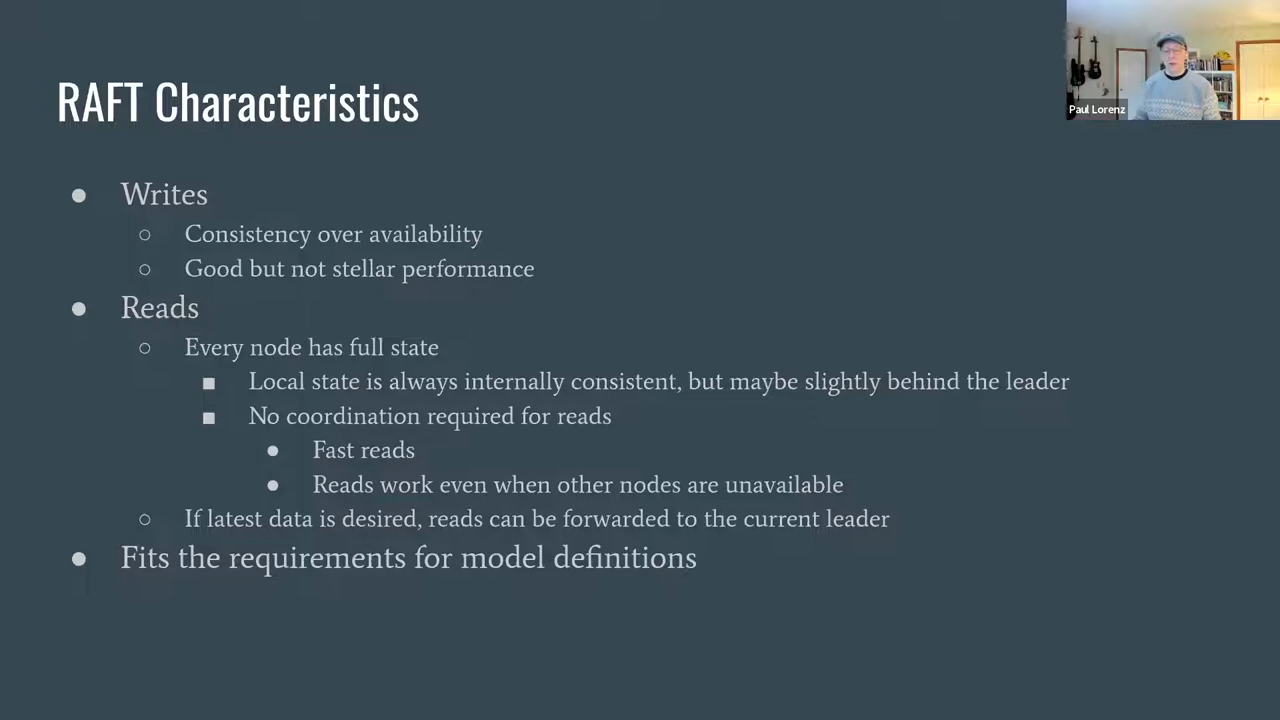 RAFT Characteristics
Paul Lorenz
● Writes
○ Consistency over availability
○ Good but not stellar performance
● Reads
○ Every node has full state
■ Local state is always internally consistent, but maybe slightly behind the leader
■ No coordination required for reads
● Fast reads
● Reads work even when other nodes are unavailable
○ If latest data is desired, reads can be forwarded to the current leader
● Fits the requirements for model definitions